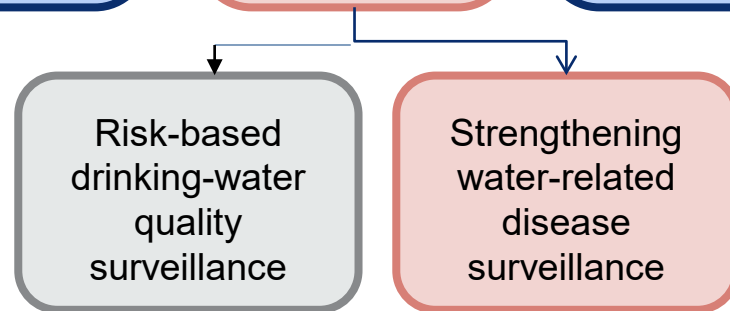 Risk-based
drinking-water
quality
surveillance
Strengthening
water-related
disease
surveillance